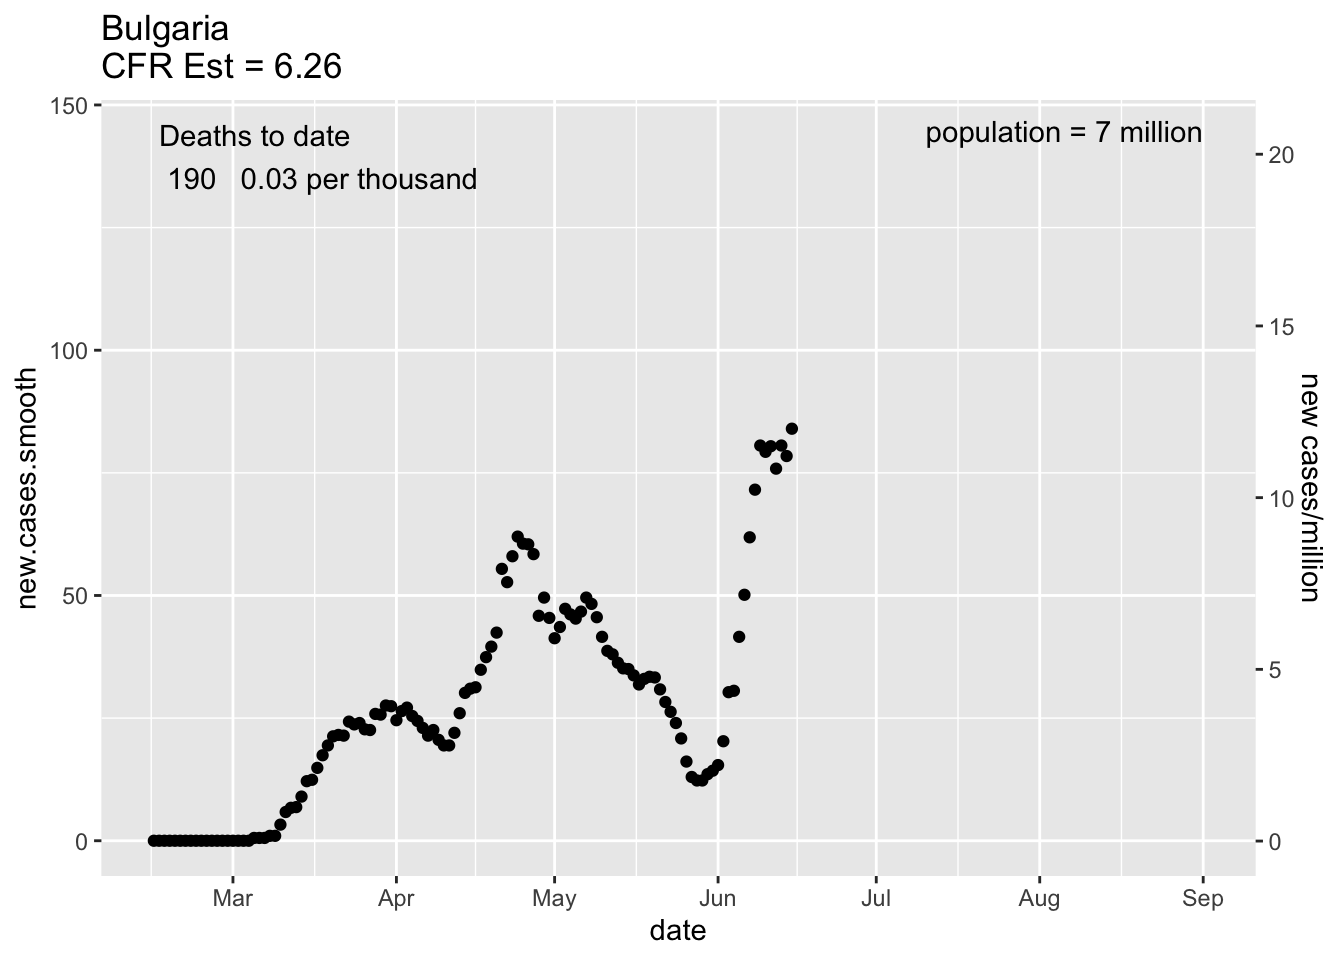 Bulgaria
CFR Est = 6.26
Deaths to date
190 0.03 per thousand
population = 7 million
150
100
50
0
new.cases.smooth
20
15
10
5
0
new cases/million
Mar Apr May Jun Jul Aug Sep
date